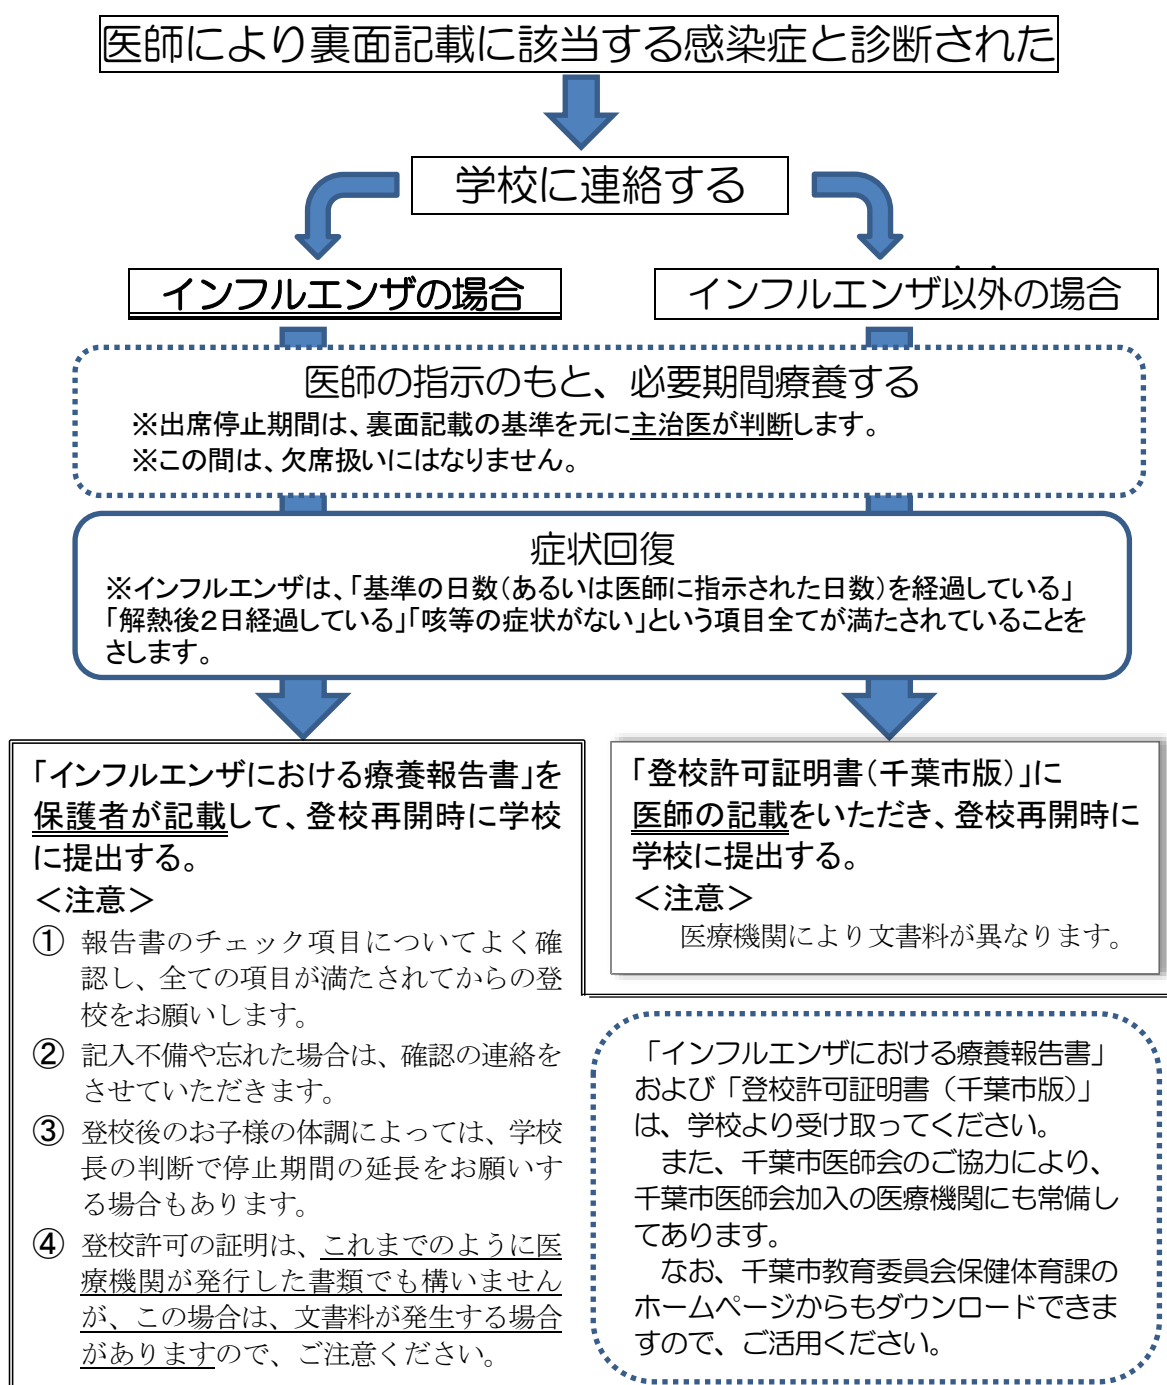 医師により裏面記載に該当する感染症と診断された
学校に連絡する
インフルエンザの場合
インフルエンザ以外の場合
医師の指示のもと、必要期間療養する
※出席停止期間は、裏面記載の基準を元に主治医が判断します。
※この間は、欠席扱いにはなりません。
症状回復
※インフルエンザは、「基準の日数(あるいは医師に指示された日数)を経過している」
「解熱後2日経過している」「咳等の症状がない」という項目全てが満たされていることを
さします。
「インフルエンザにおける療養報告書」を
保護者が記載して、登校再開時に学校
に提出する。
＜注意＞
① 報告書のチェック項目についてよく確
認し、全ての項目が満たされてからの登
校をお願いします。
② 記入不備や忘れた場合は、確認の連絡を
させていただきます。
③ 登校後のお子様の体調によっては、学校
長の判断で停止期間の延長をお願いす
る場合もあります。
④ 登校許可の証明は、これまでのように医
療機関が発行した書類でも構いません
が、この場合は、文書料が発生する場合
がありますので、ご注意ください。
「登校許可証明書(千葉市版)」に
医師の記載をいただき、登校再開時に
学校に提出する。
＜注意＞
医療機関により文書料が異なります。
「インフルエンザにおける療養報告書」
および「登校許可証明書（千葉市版）」
は、学校より受け取ってください。
また、千葉市医師会のご協力により、
千葉市医師会加入の医療機関にも常備し
てあります。
なお、千葉市教育委員会保健体育課の
ホームページからもダウンロードできま
すので、ご活用ください。